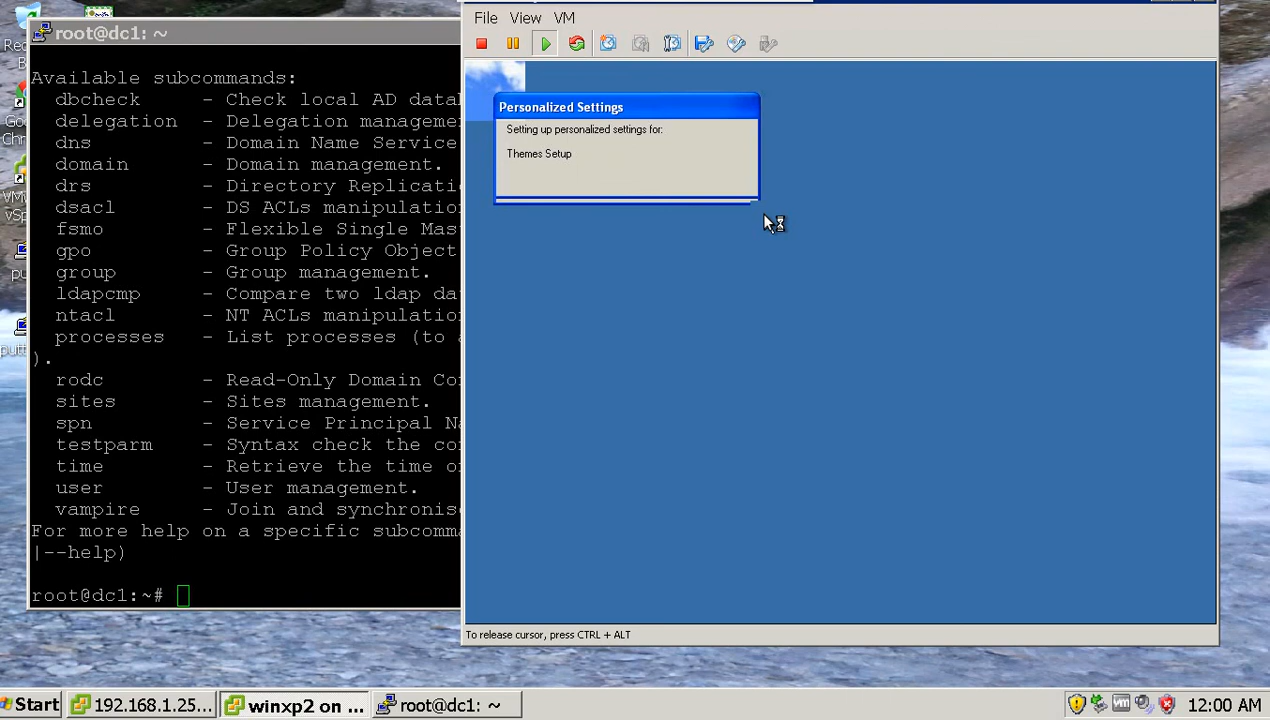 root@dc1: ~
Available subcommands:
dbcheck - Check local AD datab
delegation - Delegation manageme
dns - Domain Name Service
domain - Domain management.
drs - Directory Replicati
dsacl - DS ACLs manipulatio
fsmo - Flexible Single Mas
gpo - Group Policy Object
group - Group management.
ldapcmp - Compare two ldap da
ntacl - NT ACLs manipulatio
processes - List processes (to a
).
rodc - Read-Only Domain Co
sites - Sites management.
spn - Service Principal Na
testparm - Syntax check the co
time - Retrieve the time o
user - User management.
vampire - Join and synchronise
For more help on a specific subcomma
|--help)
root@dc1:~#
File View VM
Personalized Settings
Setting up personalized settings for:
Themes Setup
To release cursor, press CTRL + ALT
Start
192.168.1.25...
winxp2 on ...
root@dc1: ~
12:00 AM